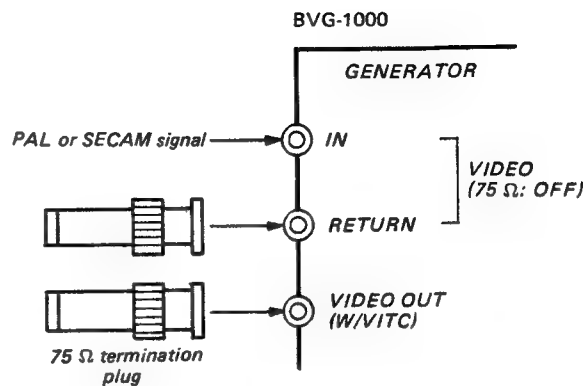 BVG-1000
GENERATOR
PAL or SECAM signal
IN
VIDEO
(75 Ω: OFF)
RETURN
VIDEO OUT
(W/VITC)
75 Ω termination
plug